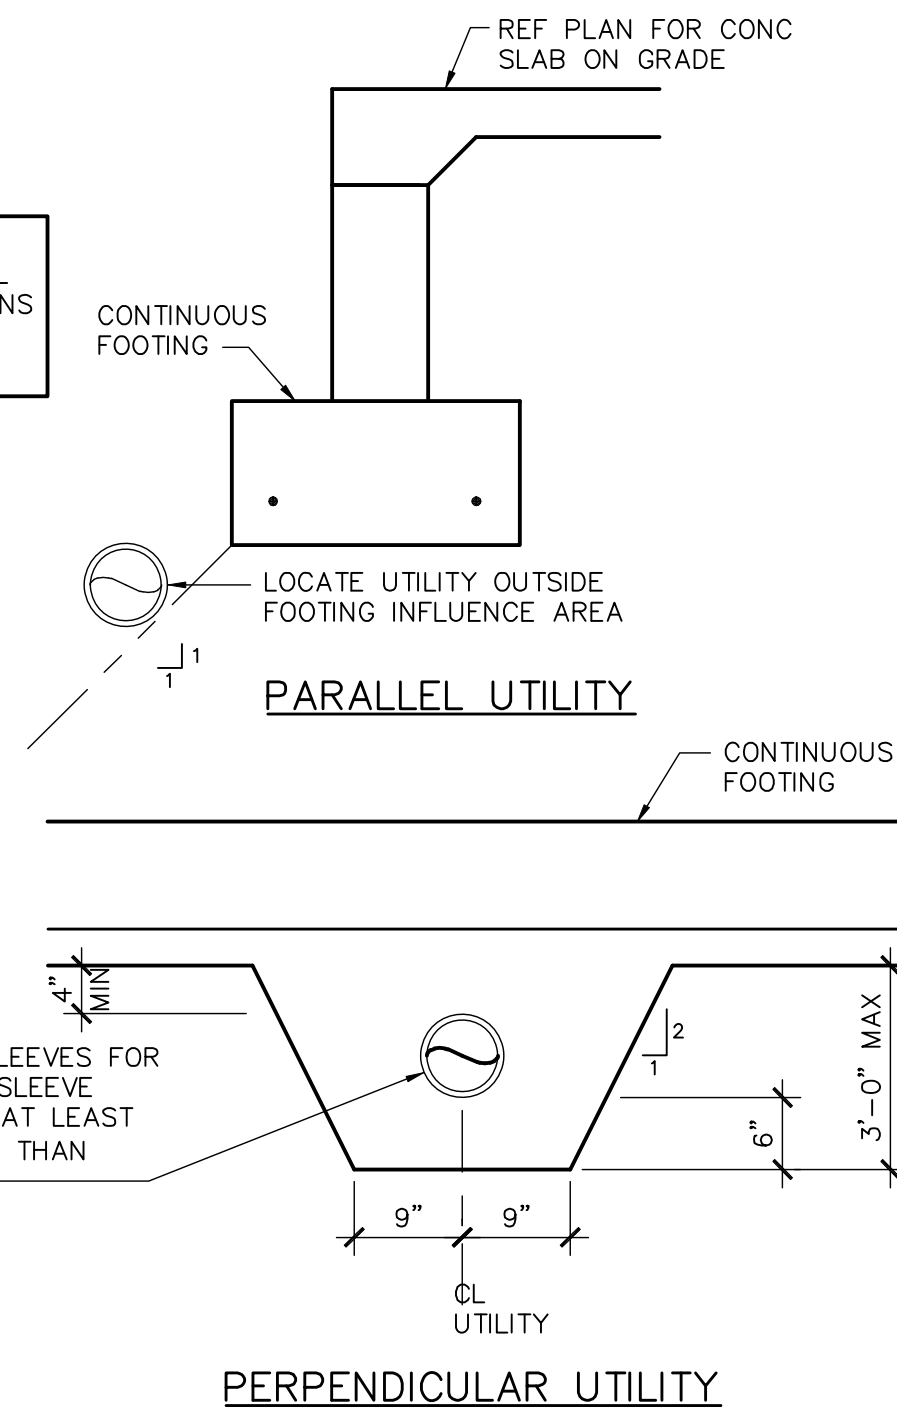 REF PLAN FOR CONC
SLAB ON GRADE
NS
CONTINUOUS
FOOTING
LOCATE UTILITY OUTSIDE
FOOTING INFLUENCE AREA
1
1
PARALLEL UTILITY
CONTINUOUS
FOOTING
4"
MIN
LEEVES FOR
SLEEVE
AT LEAST
THAN
2
1
6"
3'-0" MAX
9" 9"
CL
UTILITY
PERPENDICULAR UTILITY